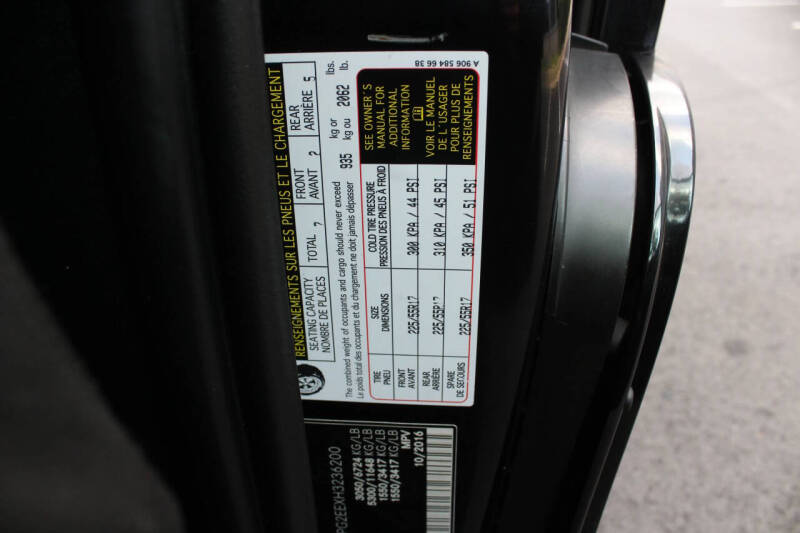 RENSEIGNEMENTS SUR LES PNEUS ET LE CHARGEMENT
SEATING CAPACITY TOTAL 7 FRONT 2 REAR 5
NOMBRE DE PLACES AVANT ARRIÈRE
The combined weight of occupants and cargo should never exceed 935 kg or 2062 lbs.
Le poids total des occupants et du chargement ne doit jamais dépasser kg ou lb.
TIRE SIZE COLD TIRE PRESSURE
PNEU DIMENSIONS PRESSION DES PNEUS À FROID
FRONT 225/55R17 300 KPA / 44 PSI
AVANT
REAR 225/55R17 310 KPA / 45 PSI
ARRIÈRE
SPARE 225/55R17 350 KPA / 51 PSI
DE SECOURS
SEE OWNER'S
MANUAL FOR
ADDITIONAL
INFORMATION
VOIR LE MANUEL
DE L'USAGER
POUR PLUS DE
RENSEIGNEMENTS
A 906 584 66 38
PG2EEXH3236200
3050/6724 KG/LB
5300/11648 KG/LB
1550/3417 KG/LB
1550/3417 KG/LB
MPV
10/2016